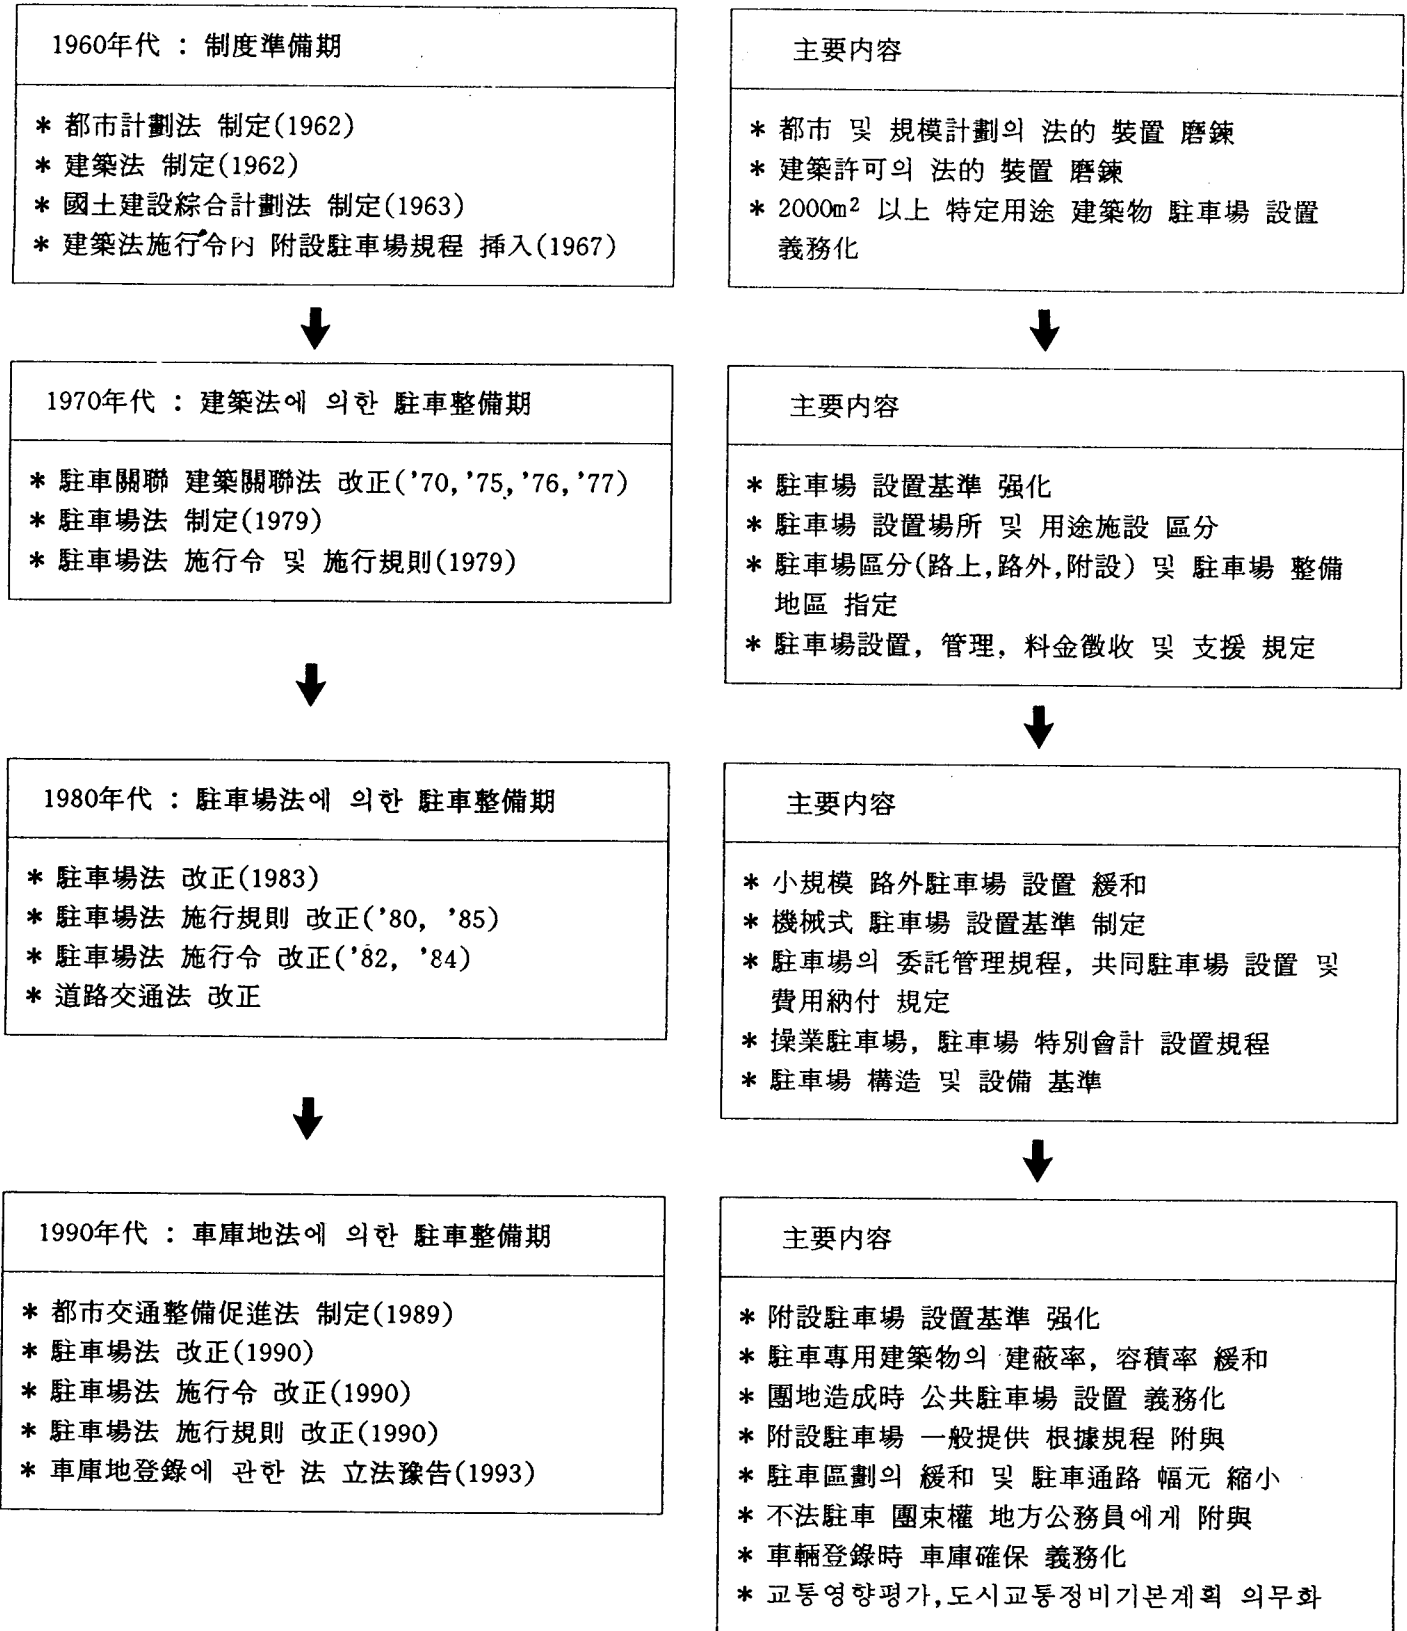 1960年代 : 制度準備期
* 都市計劃法 制定(1962)
* 建築法 制定(1962)
* 國土建設綜合計劃法 制定(1963)
* 建築法施行令內 附設駐車場規程 揷入(1967)
主要內容
* 都市 및 規模計劃의 法的 裝置 磨鍊
* 建築許可의 法的 裝置 磨鍊
* 2000m² 以上 特定用途 建築物 駐車場 設置
義務化
1970年代 : 建築法에 의한 駐車整備期
* 駐車關聯 建築關聯法 改正('70,'75,'76,'77)
* 駐車場法 制定(1979)
* 駐車場法 施行令 및 施行規則(1979)
主要內容
* 駐車場 設置基準 强化
* 駐車場 設置場所 및 用途施設 區分
* 駐車場區分(路上,路外,附設) 및 駐車場 整備
地區 指定
* 駐車場設置, 管理, 料金徵收 및 支援 規定
1980年代 : 駐車場法에 의한 駐車整備期
* 駐車場法 改正(1983)
* 駐車場法 施行規則 改正('80, '85)
* 駐車場法 施行令 改正('82, '84)
* 道路交通法 改正
主要內容
* 小規模 路外駐車場 設置 緩和
* 機械式 駐車場 設置基準 制定
* 駐車場의 委託管理規程, 共同駐車場 設置 및
費用納付 規定
* 操業駐車場, 駐車場 特別會計 設置規程
* 駐車場 構造 및 設備 基準
1990年代 : 車庫地法에 의한 駐車整備期
* 都市交通整備促進法 制定(1989)
* 駐車場法 改正(1990)
* 駐車場法 施行令 改正(1990)
* 駐車場法 施行規則 改正(1990)
* 車庫地登錄에 관한 法 立法豫告(1993)
主要內容
* 附設駐車場 設置基準 强化
* 駐車專用建築物의 建蔽率, 容積率 緩和
* 團地造成時 公共駐車場 設置 義務化
* 附設駐車場 一般提供 根據規程 附與
* 駐車區劃의 緩和 및 駐車通路 幅元 縮小
* 不法駐車 團束權 地方公務員에게 附與
* 車輛登錄時 車庫確保 義務化
* 교통영향평가,도시교통정비기본계획 의무화